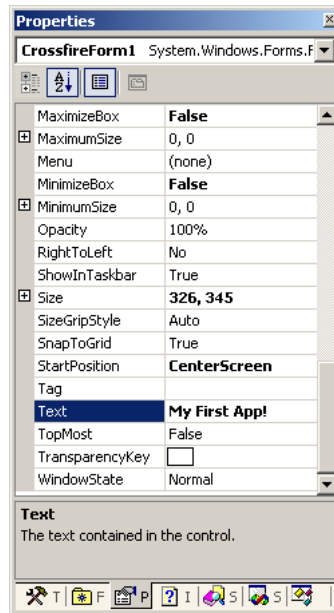 Properties
CrossfireForm1 System.Windows.Forms.F
MaximizeBox False
MaximumSize 0, 0
Menu (none)
MinimizeBox False
MinimumSize 0, 0
Opacity 100%
RightToLeft No
ShowInTaskbar True
Size 326, 345
SizeGripStyle Auto
SnapToGrid True
StartPosition CenterScreen
Tag
Text My First App!
TopMost False
TransparencyKey
WindowState Normal
Text
The text contained in the control.
T F P I S S